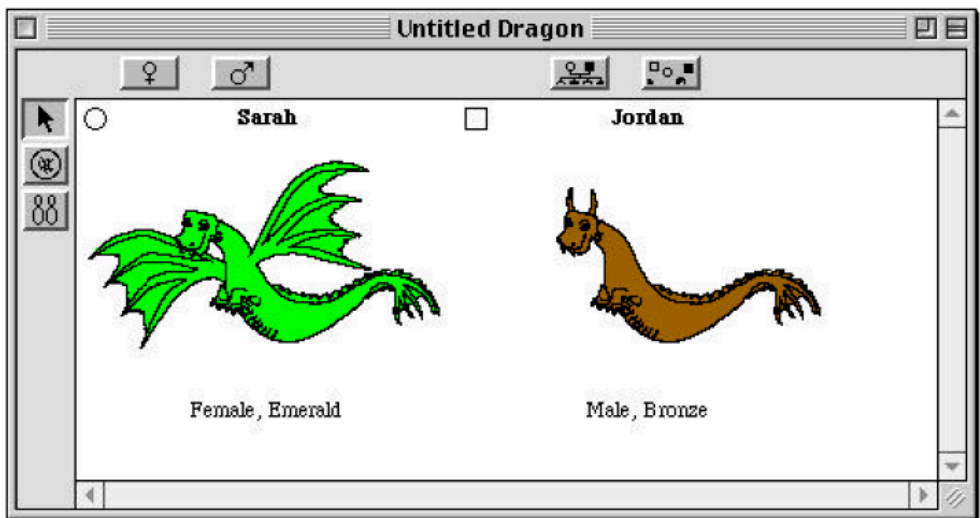 Untitled Dragon
Sarah
Jordan
Female, Emerald
Male, Bronze